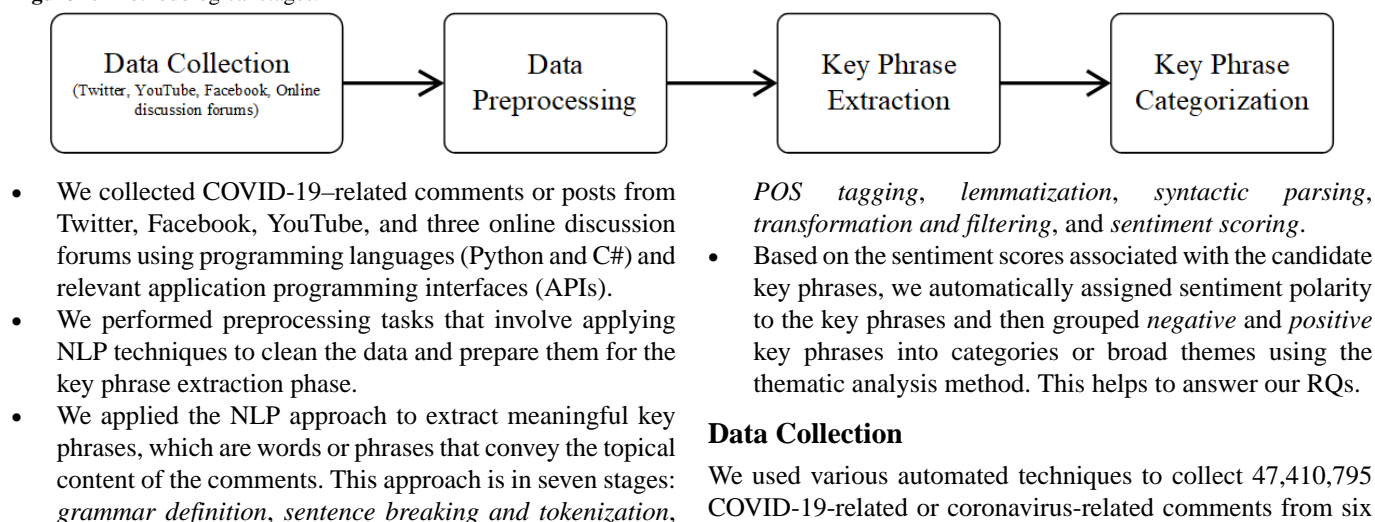 Data Collection
(Twitter, YouTube, Facebook, Online
discussion forums)
Data
Preprocessing
Key Phrase
Extraction
Key Phrase
Categorization
• We collected COVID-19–related comments or posts from
Twitter, Facebook, YouTube, and three online discussion
forums using programming languages (Python and C#) and
relevant application programming interfaces (APIs).
• We performed preprocessing tasks that involve applying
NLP techniques to clean the data and prepare them for the
key phrase extraction phase.
• We applied the NLP approach to extract meaningful key
phrases, which are words or phrases that convey the topical
content of the comments. This approach is in seven stages:
grammar definition, sentence breaking and tokenization,
POS tagging, lemmatization, syntactic parsing,
transformation and filtering, and sentiment scoring.
• Based on the sentiment scores associated with the candidate
key phrases, we automatically assigned sentiment polarity
to the key phrases and then grouped negative and positive
key phrases into categories or broad themes using the
thematic analysis method. This helps to answer our RQs.
Data Collection
We used various automated techniques to collect 47,410,795
COVID-19-related or coronavirus-related comments from six